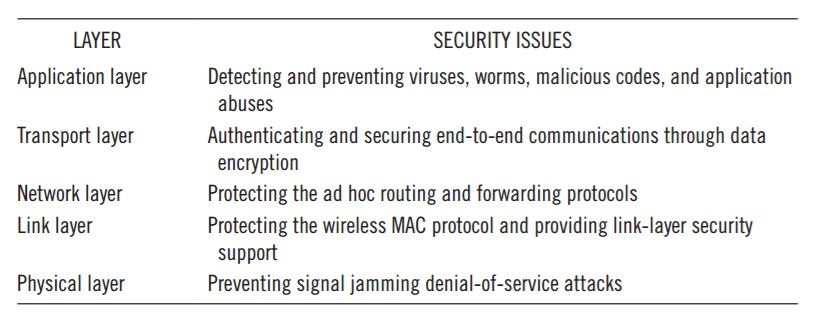 LAYER SECURITY ISSUES
Application layer Detecting and preventing viruses, worms, malicious codes, and application
abuses
Transport layer Authenticating and securing end-to-end communications through data
encryption
Network layer Protecting the ad hoc routing and forwarding protocols
Link layer Protecting the wireless MAC protocol and providing link-layer security
support
Physical layer Preventing signal jamming denial-of-service attacks